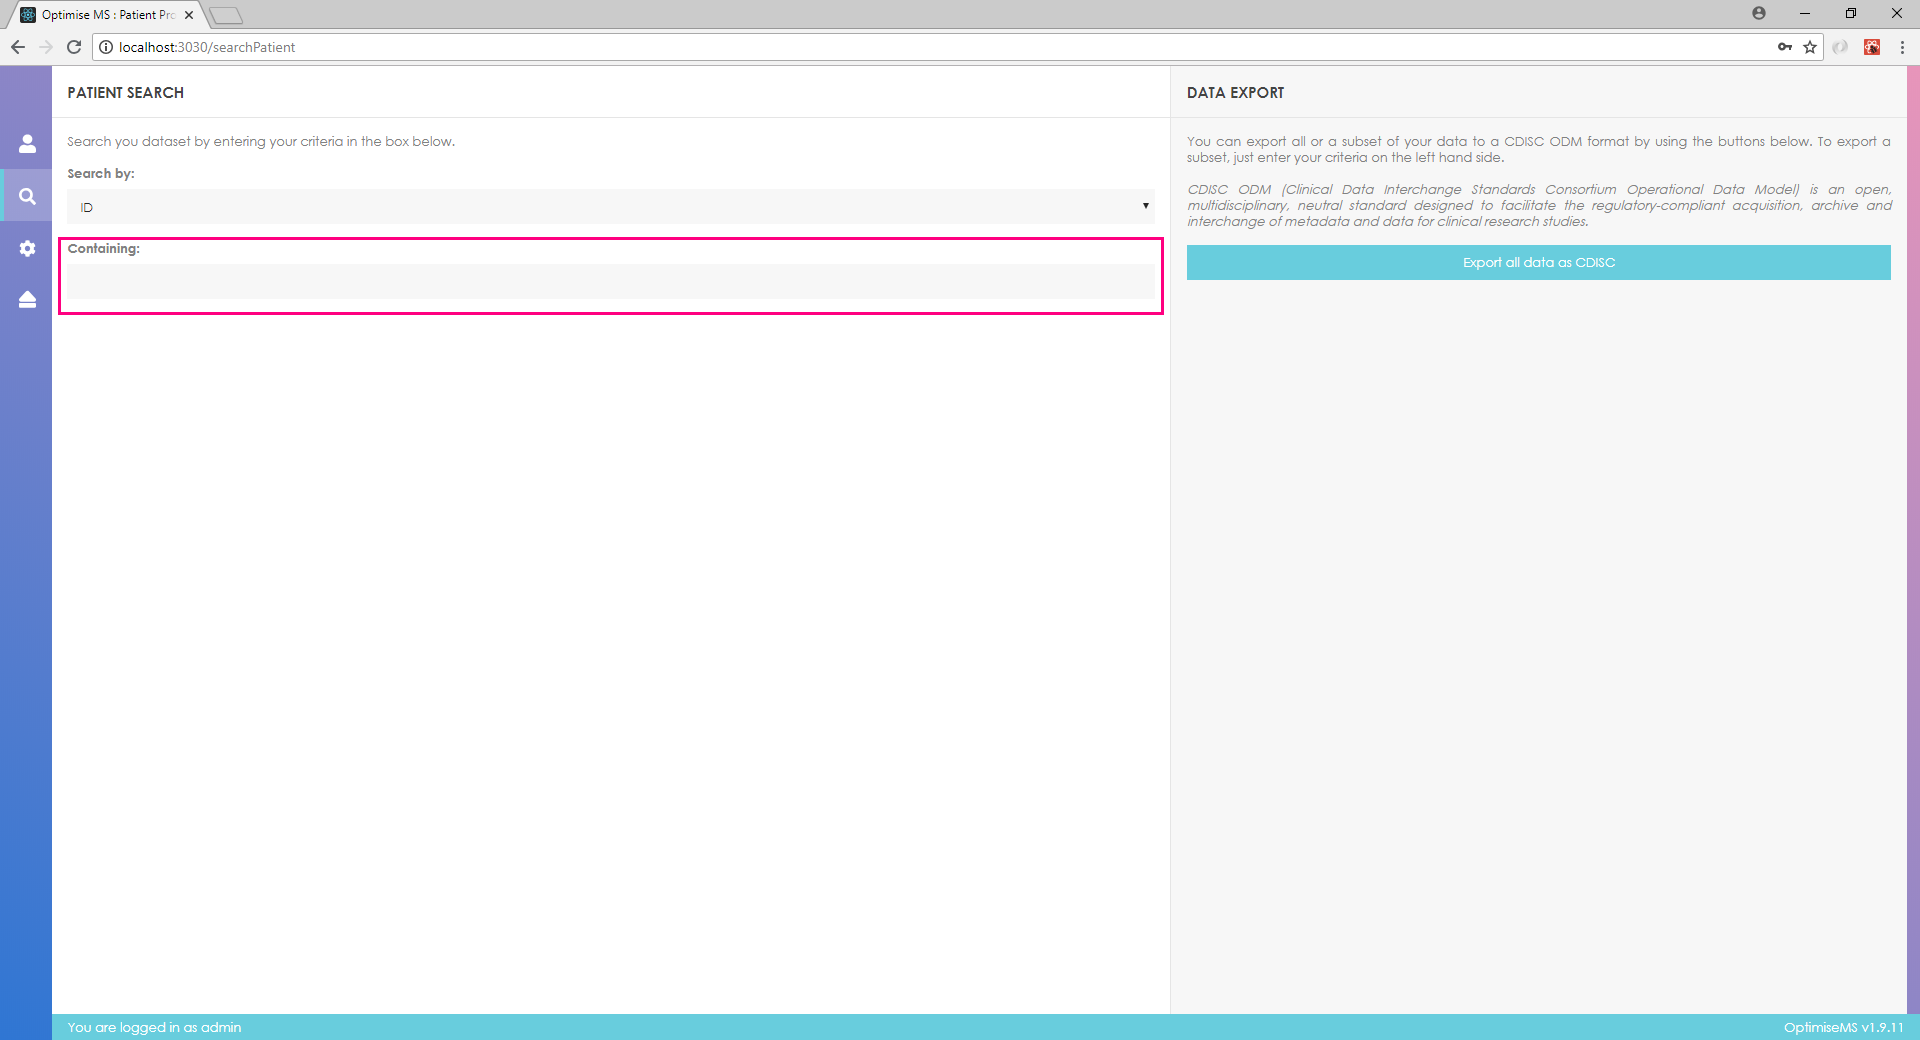 Optimise MS : Patient Pro
localhost:3030/searchPatient
PATIENT SEARCH
Search you dataset by entering your criteria in the box below.
Search by:
ID
Containing:
DATA EXPORT
You can export all or a subset of your data to a CDISC ODM format by using the buttons below. To export a
subset, just enter your criteria on the left hand side.
CDISC ODM (Clinical Data Interchange Standards Consortium Operational Data Model) is an open,
multidisciplinary, neutral standard designed to facilitate the regulatory-compliant acquisition, archive and
interchange of metadata and data for clinical research studies.
Export all data as CDISC
You are logged in as admin
OptimiseMS v1.9.11